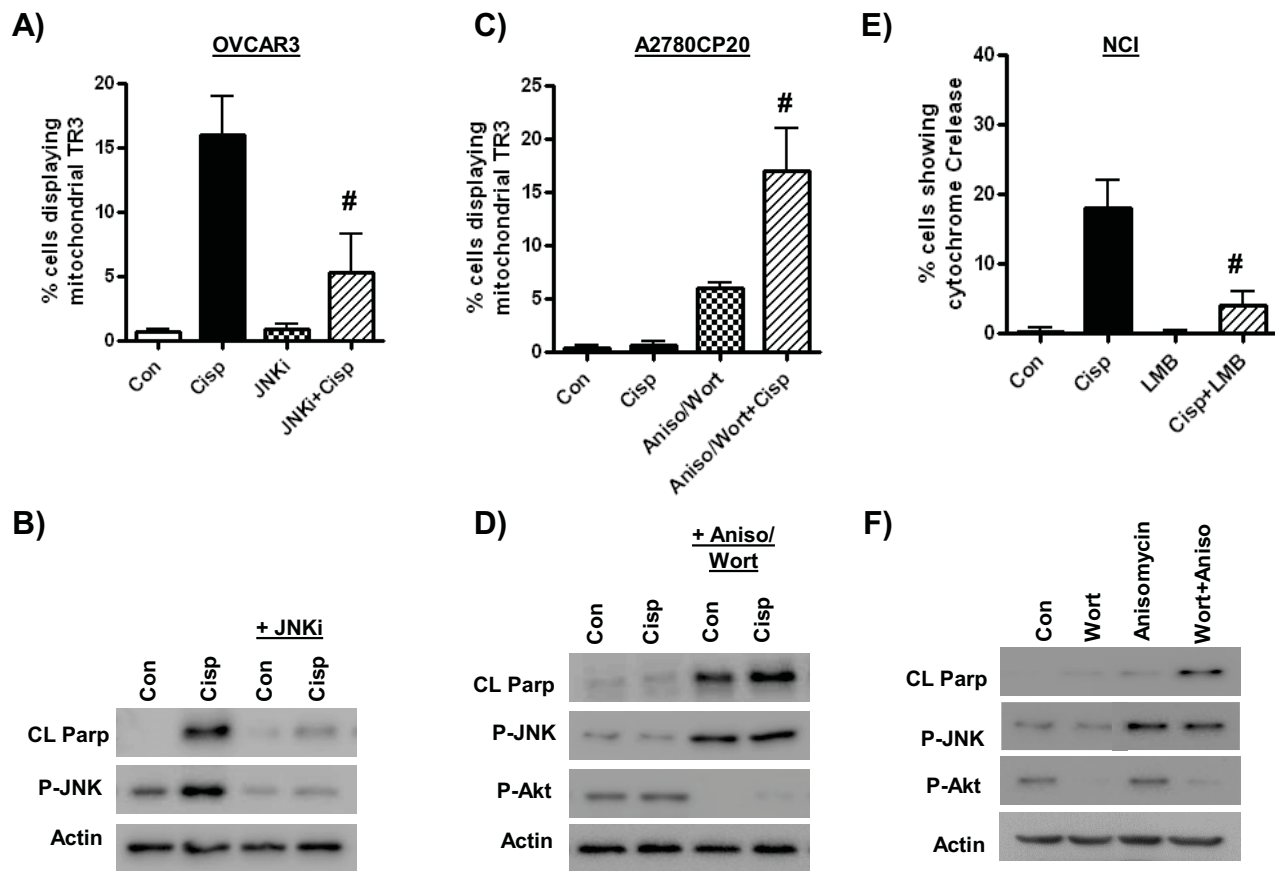 A)
OVCAR3
% cells displaying
mitochondrial TR3
20
15
10
5
0
#
Con
Cisp
JNKi
JNKi+Cisp
C)
A2780CP20
% cells displaying
mitochondrial TR3
25
20
15
10
5
0
#
Con
Cisp
Aniso/Wort
Aniso/Wort+Cisp
E)
NCI
% cells showing
cytochrome Crelease
40
30
20
10
0
#
Con
Cisp
LMB
Cisp+LMB
B)
+ JNKi
Con
Cisp
Con
Cisp
CL Parp
P-JNK
Actin
D)
+ Aniso/
Wort
Con
Cisp
Con
Cisp
CL Parp
P-JNK
P-Akt
Actin
F)
Con
Wort
Anisomycin
Wort+Aniso
CL Parp
P-JNK
P-Akt
Actin